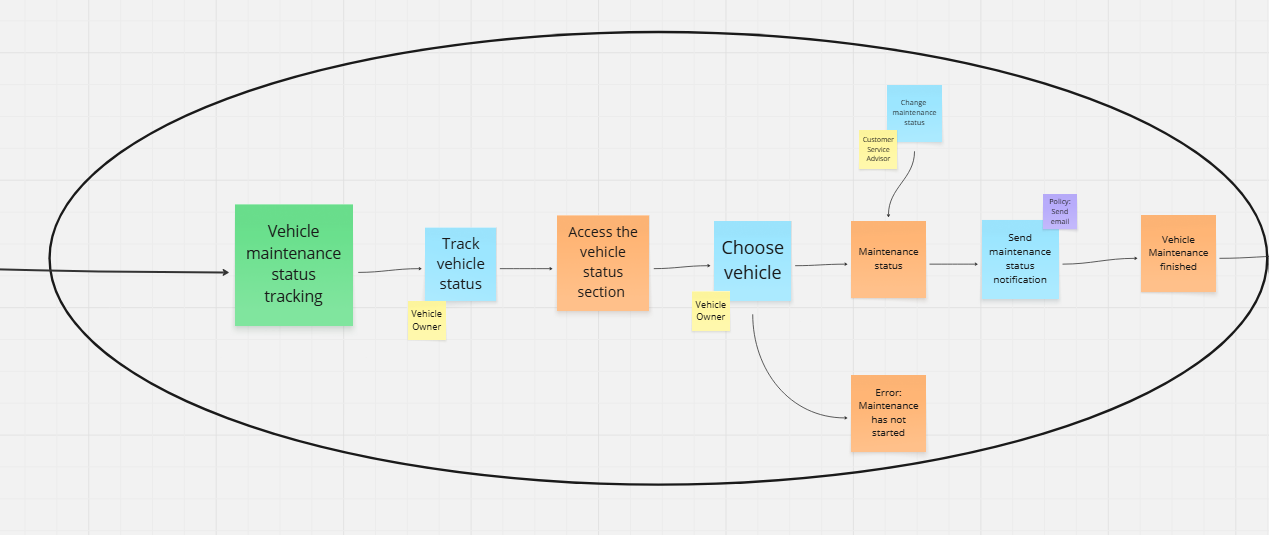 Vehicle
maintenance
status
tracking
Track
vehicle
status
Vehicle
Owner
Access the
vehicle
status
section
Choose
vehicle
Vehicle
Owner
Change
maintenance
status
Customer
Service
Advisor
Maintenance
status
Error:
Maintenance
has not
started
Policy:
Send
email
Send
maintenance
status
notification
Vehicle
Maintenance
finished